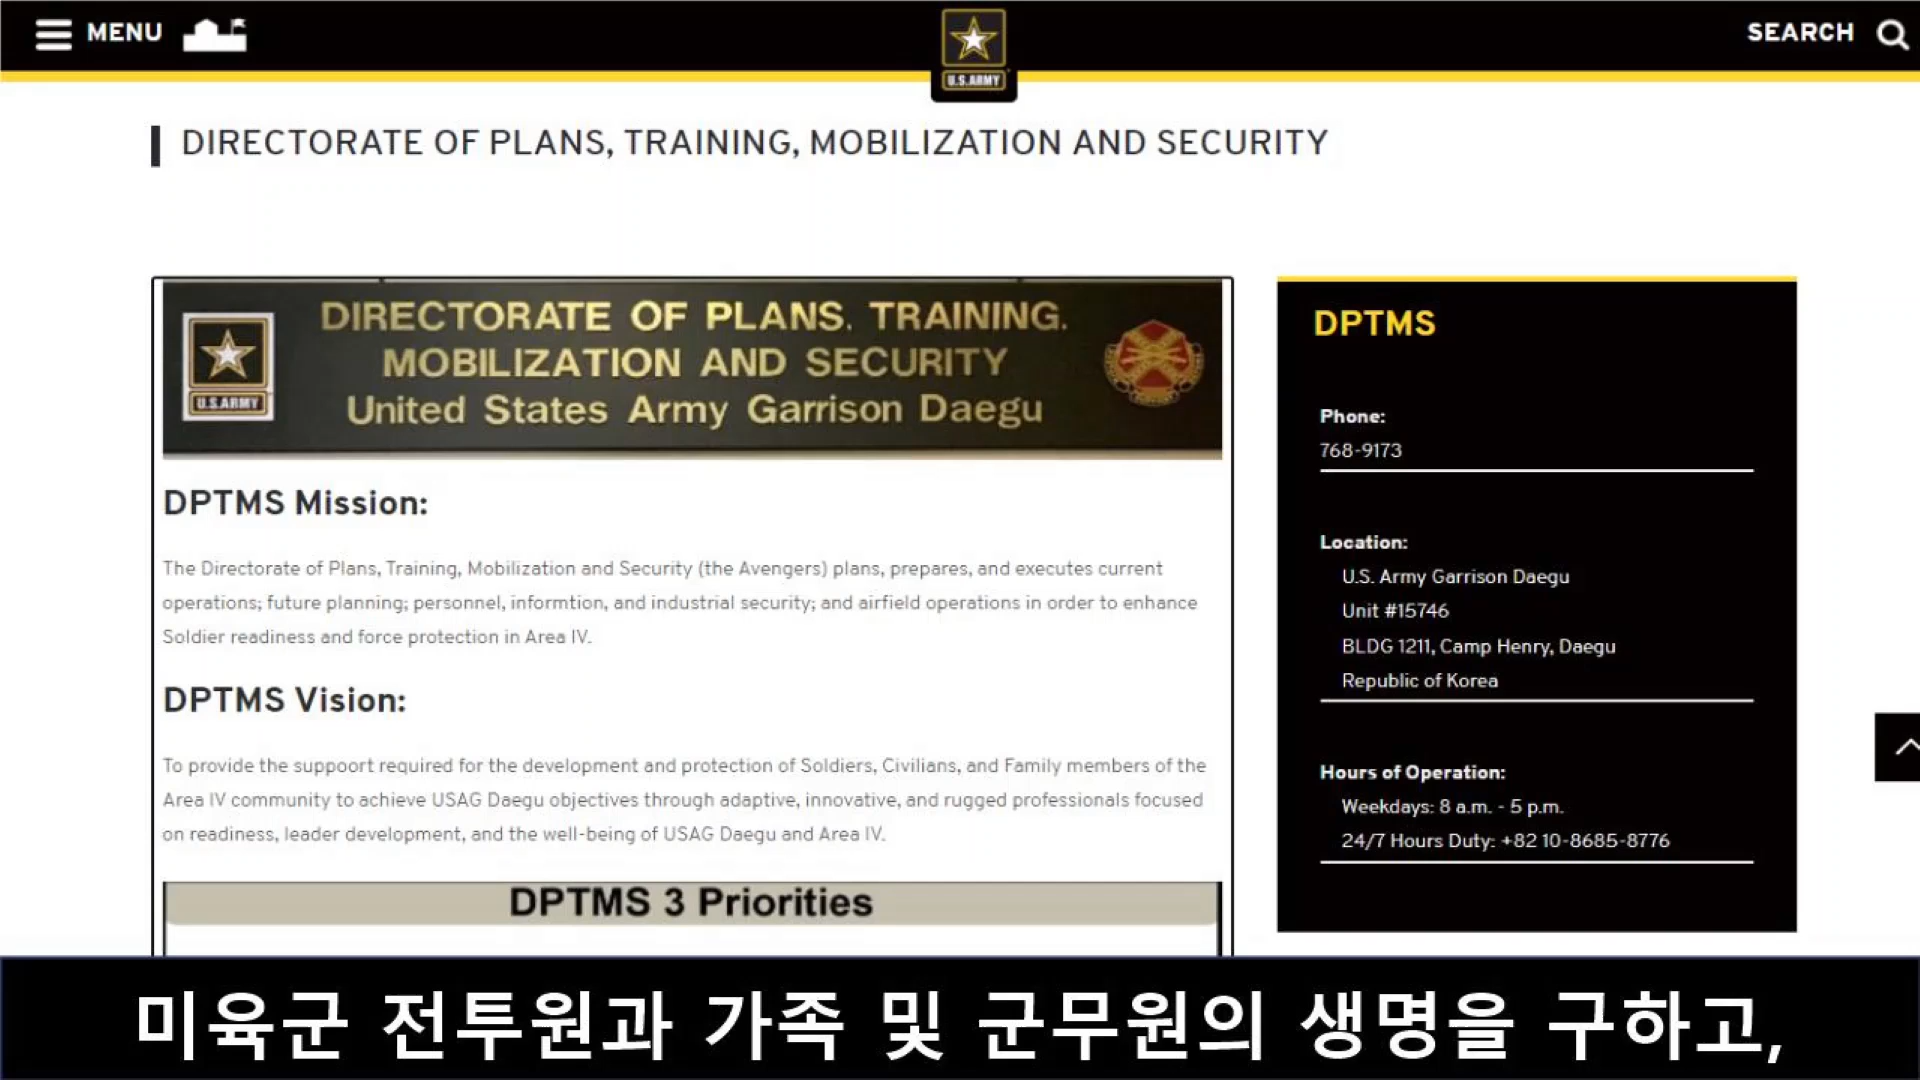 MENU
U.S.ARMY
SEARCH
DIRECTORATE OF PLANS, TRAINING, MOBILIZATION AND SECURITY
DIRECTORATE OF PLANS, TRAINING,
MOBILIZATION AND SECURITY
United States Army Garrison Daegu
U.S.ARMY
DPTMS Mission:
The Directorate of Plans, Training, Mobilization and Security (the Avengers) plans, prepares, and executes current
operations; future planning; personnel, informtion, and industrial security; and airfield operations in order to enhance
Soldier readiness and force protection in Area IV.
DPTMS Vision:
To provide the suppoort required for the development and protection of Soldiers, Civilians, and Family members of the
Area IV community to achieve USAG Daegu objectives through adaptive, innovative, and rugged professionals focused
on readiness, leader development, and the well-being of USAG Daegu and Area IV.
DPTMS 3 Priorities
DPTMS
Phone:
768-9173
Location:
U.S. Army Garrison Daegu
Unit #15746
BLDG 1211, Camp Henry, Daegu
Republic of Korea
Hours of Operation:
Weekdays: 8 a.m. - 5 p.m.
24/7 Hours Duty: +82 10-8685-8776
미육군 전투원과 가족 및 군무원의 생명을 구하고,